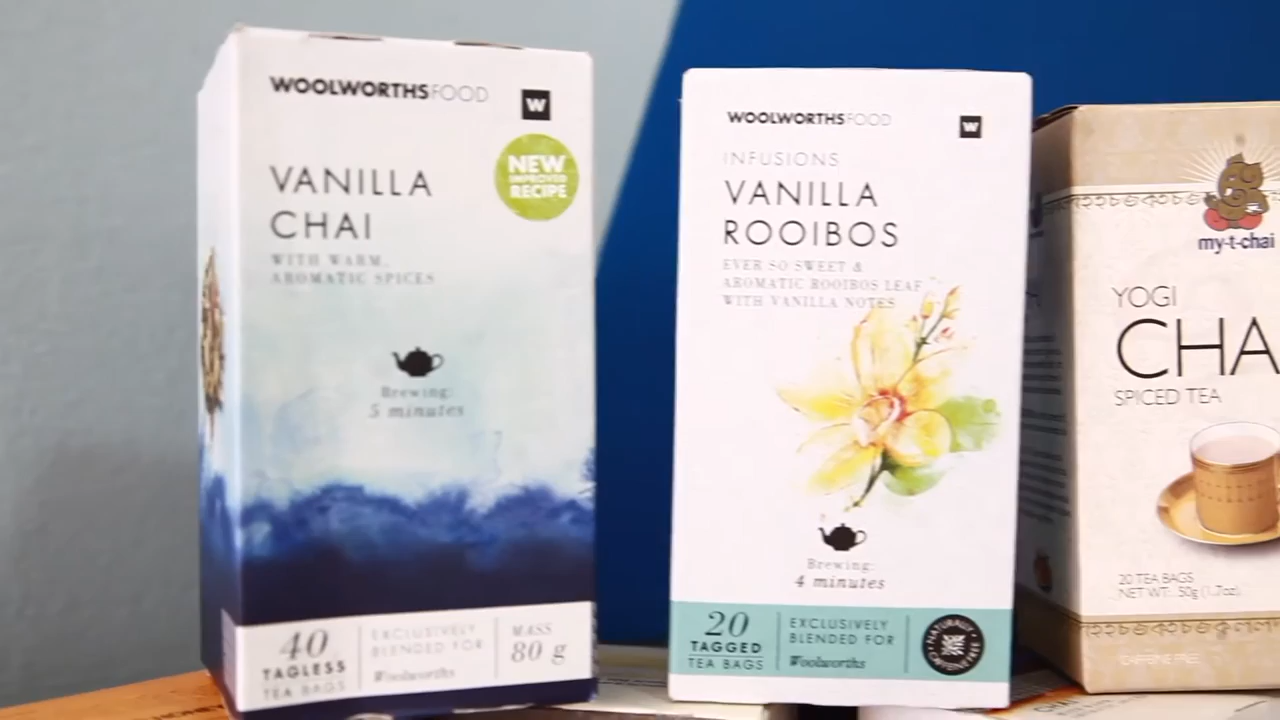 WOOLWORTHSFOOD
W
NEW
IMPROVED
RECIPE
VANILLA
CHAI
WITH WARM,
AROMATIC SPICES
Brewing:
5 minutes
40
TAGLESS
TEA BAGS
EXCLUSIVELY
BLENDED FOR
Woolworths
MASS
80 g
WOOLWORTHSFOOD
W
INFUSIONS
VANILLA
ROOIBOS
EVER SO SWEET &
AROMATIC ROOIBOS LEAF
WITH VANILLA NOTES
Brewing:
4 minutes
20
TAGGED
TEA BAGS
EXCLUSIVELY
BLENDED FOR
Woolworths
NATURALLY
CAFFEINE FREE
my-t-chai
YOGI
CHA
SPICED TEA
20 TEA BAGS
NET WT. 50g (1.7oz)
CAFFEINE FREE